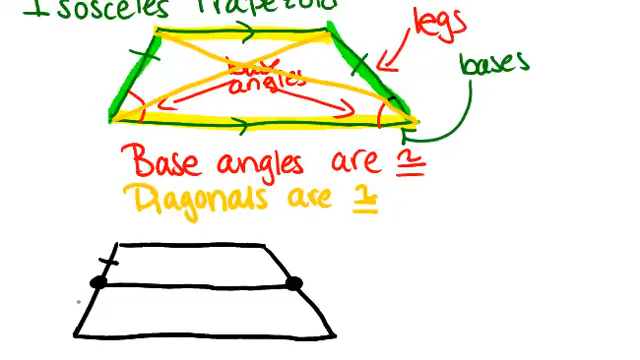 Isosceles Trapezoid
legs
bases
base
angles
Base angles are ≅
Diagonals are ≅